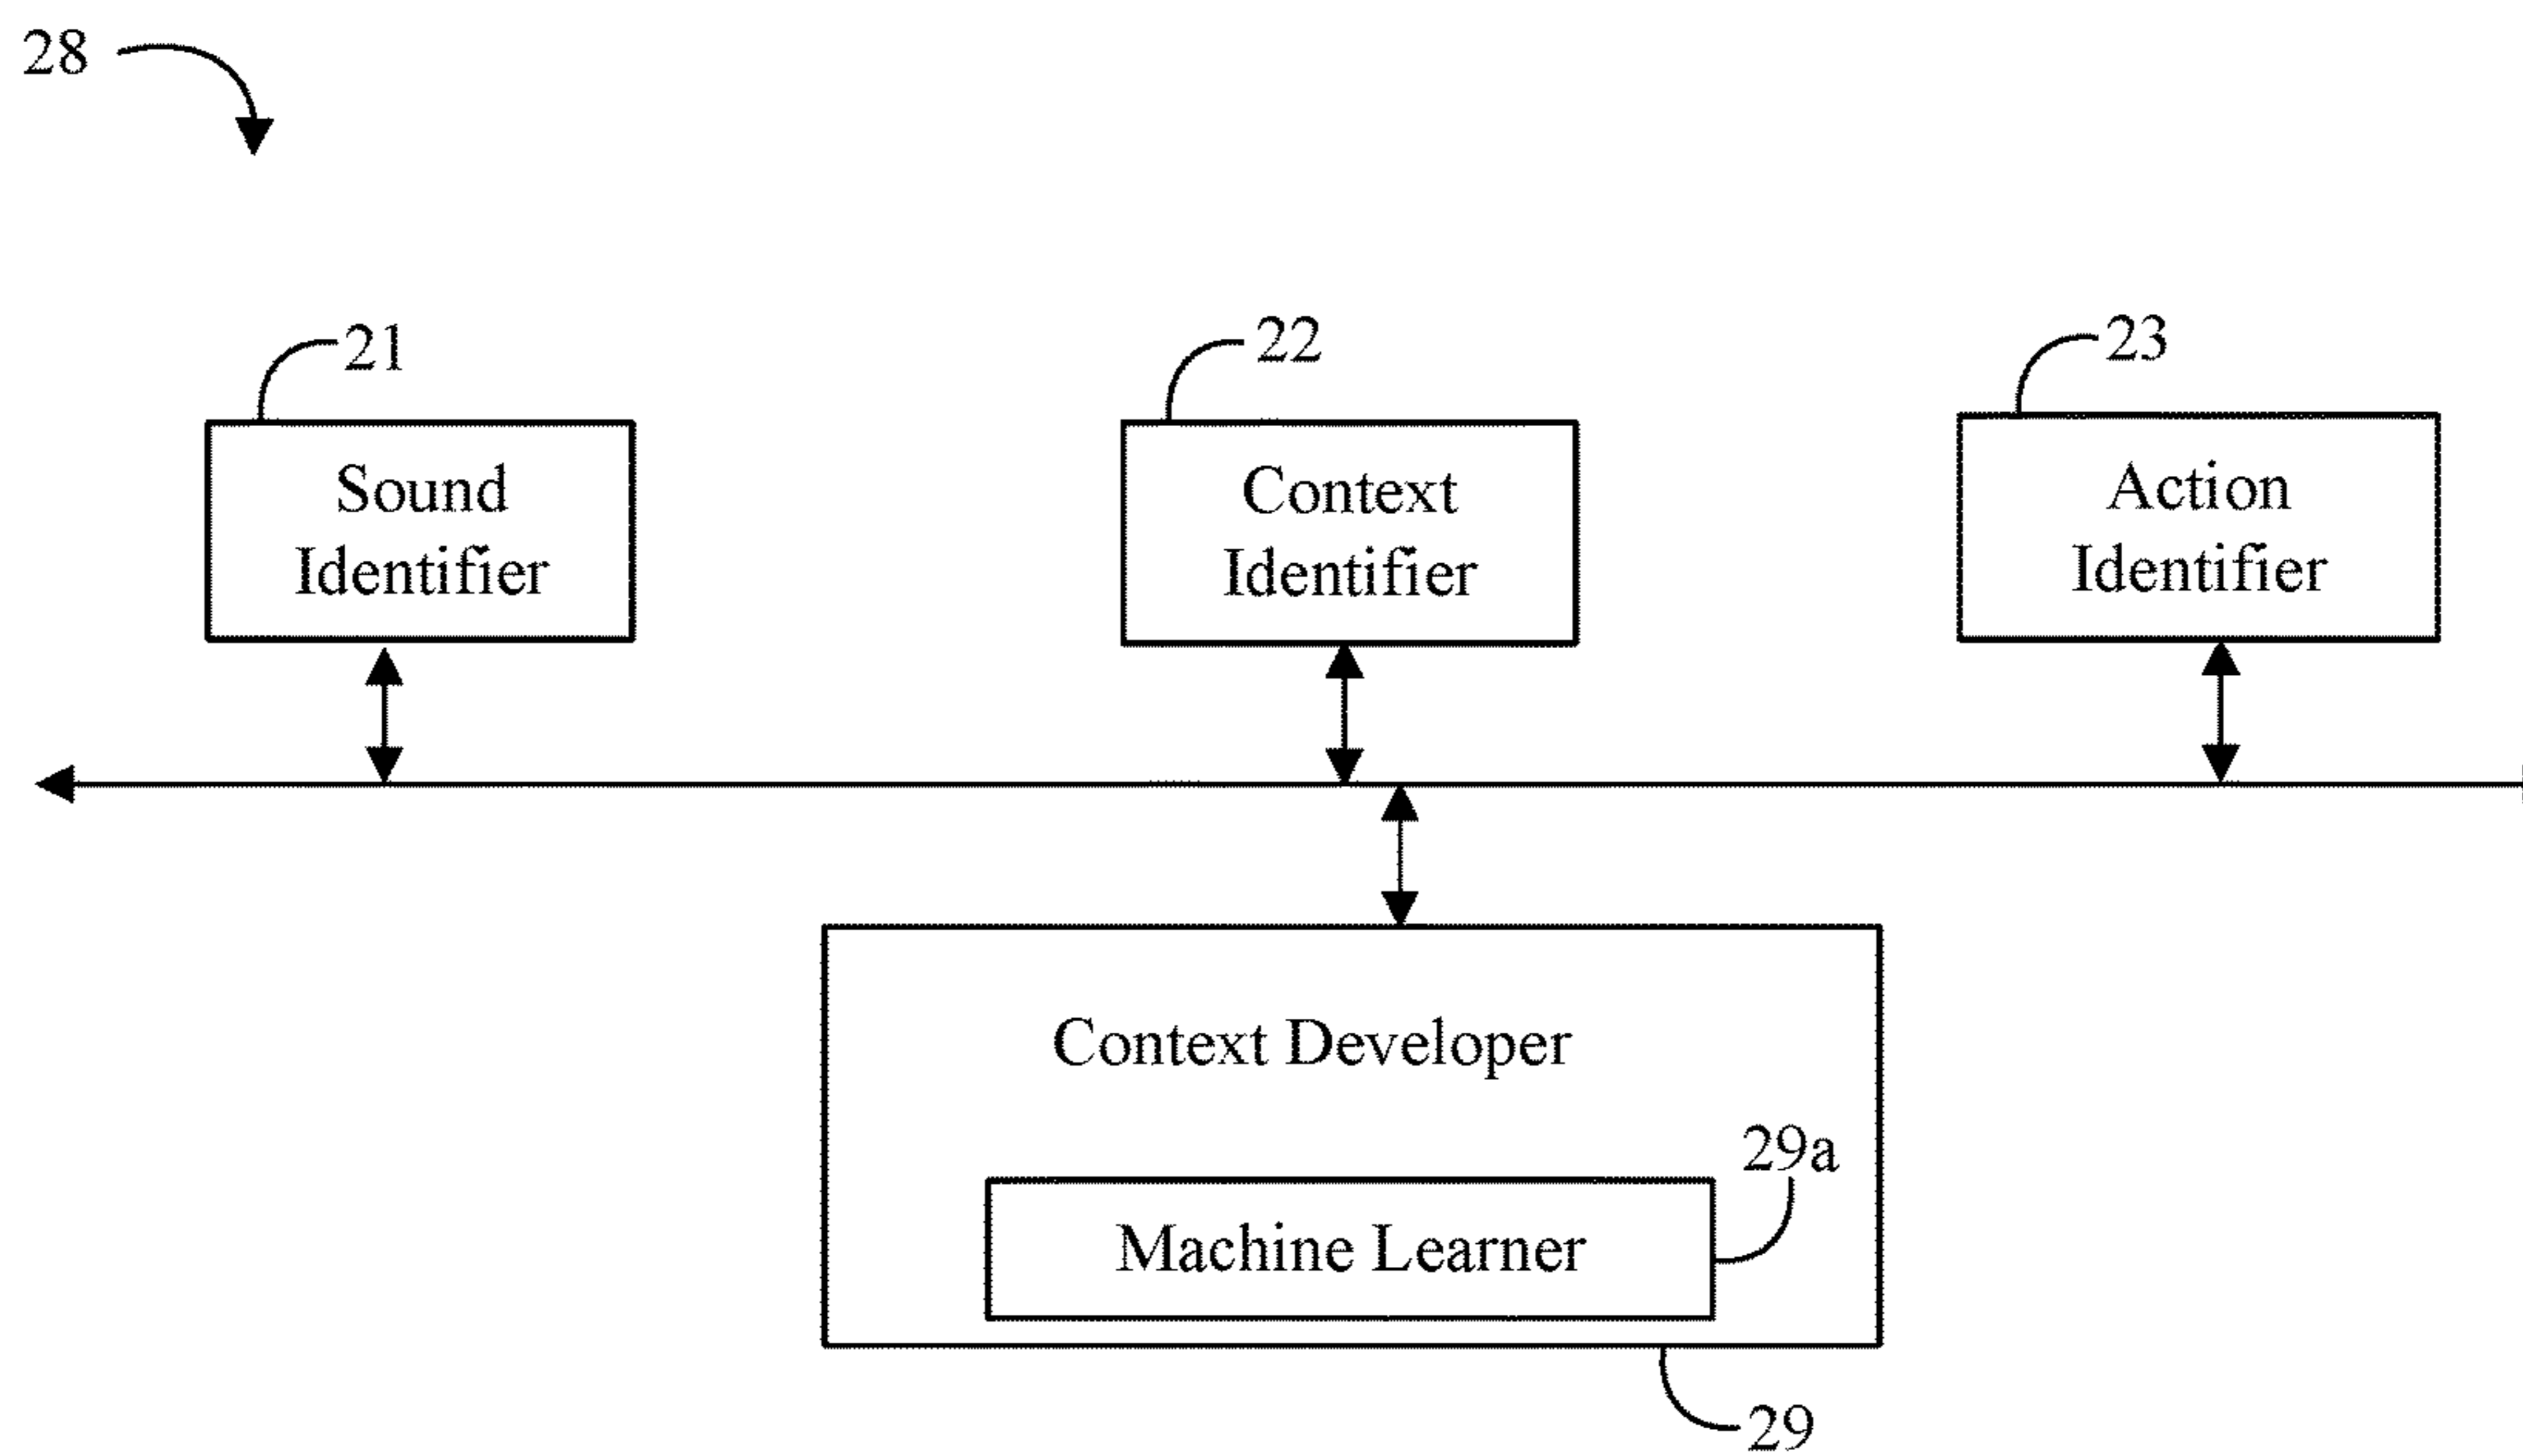 28
21
22
23
Sound
Identifier
Context
Identifier
Action
Identifier
Context Developer
29a
Machine Learner
29